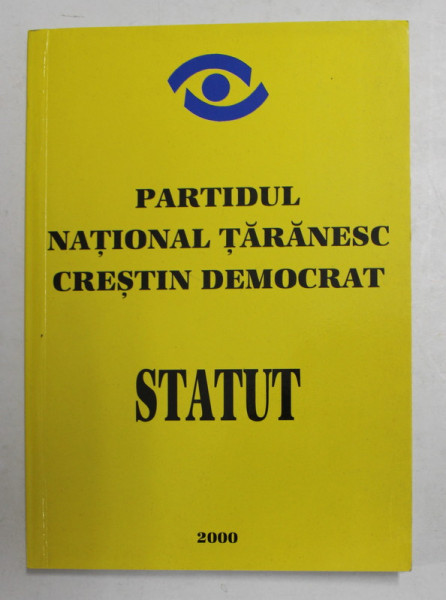 PARTIDUL
NAȚIONAL ȚĂRĂNESC
CREȘTIN DEMOCRAT
STATUT
2000